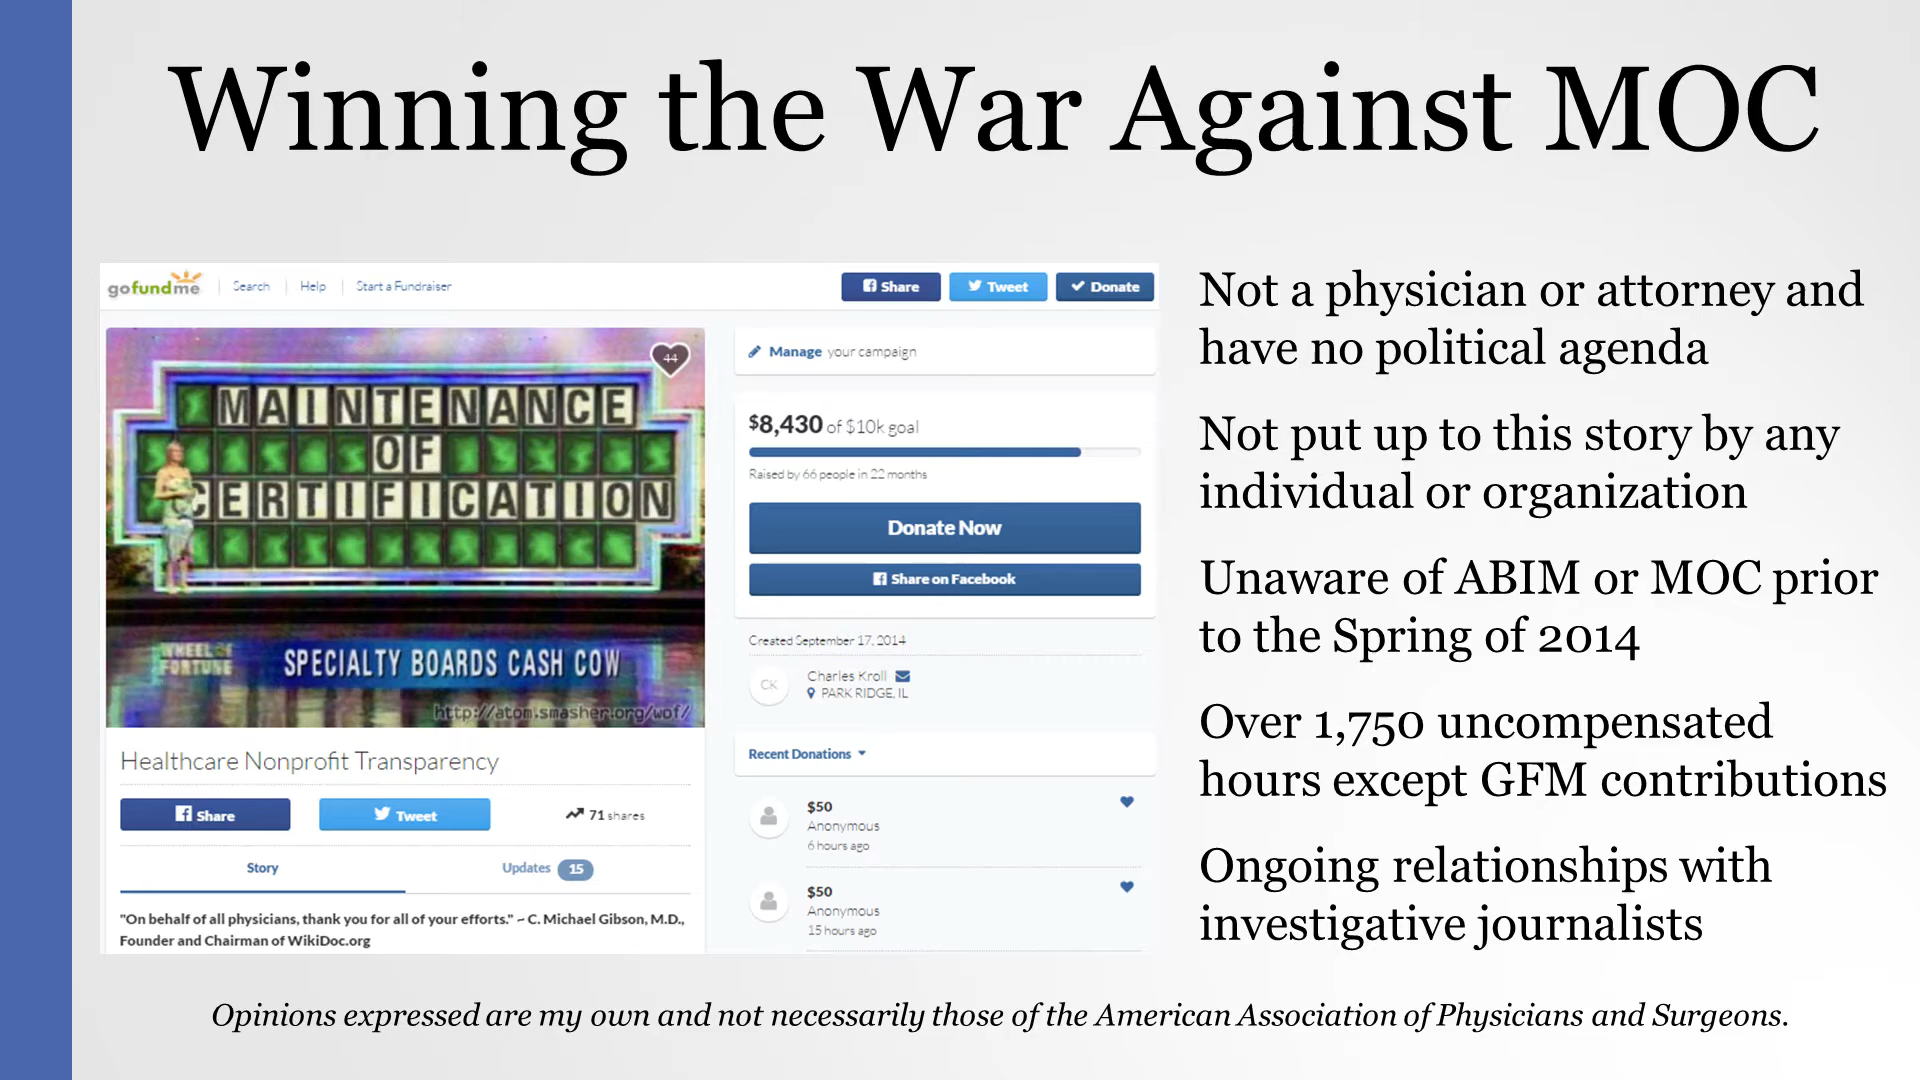 Winning the War Against MOC
gofundme
Search
Help
Start a Fundraiser
Share
Tweet
Donate
44
MAINTENANCE
OF
CERTIFICATION
WHEEL OF
FORTUNE
SPECIALTY BOARDS CASH COW
http://atom.smasher.org/wof/
Healthcare Nonprofit Transparency
Share
Tweet
71 shares
Story
Updates 15
"On behalf of all physicians, thank you for all of your efforts." ~ C. Michael Gibson, M.D.,
Founder and Chairman of WikiDoc.org
Manage your campaign
$8,430 of $10k goal
Raised by 66 people in 22 months
Donate Now
Share on Facebook
Created September 17, 2014
CK
Charles Kroll
PARK RIDGE, IL
Recent Donations
$50
Anonymous
6 hours ago
$50
Anonymous
15 hours ago
Not a physician or attorney and
have no political agenda
Not put up to this story by any
individual or organization
Unaware of ABIM or MOC prior
to the Spring of 2014
Over 1,750 uncompensated
hours except GFM contributions
Ongoing relationships with
investigative journalists
Opinions expressed are my own and not necessarily those of the American Association of Physicians and Surgeons.